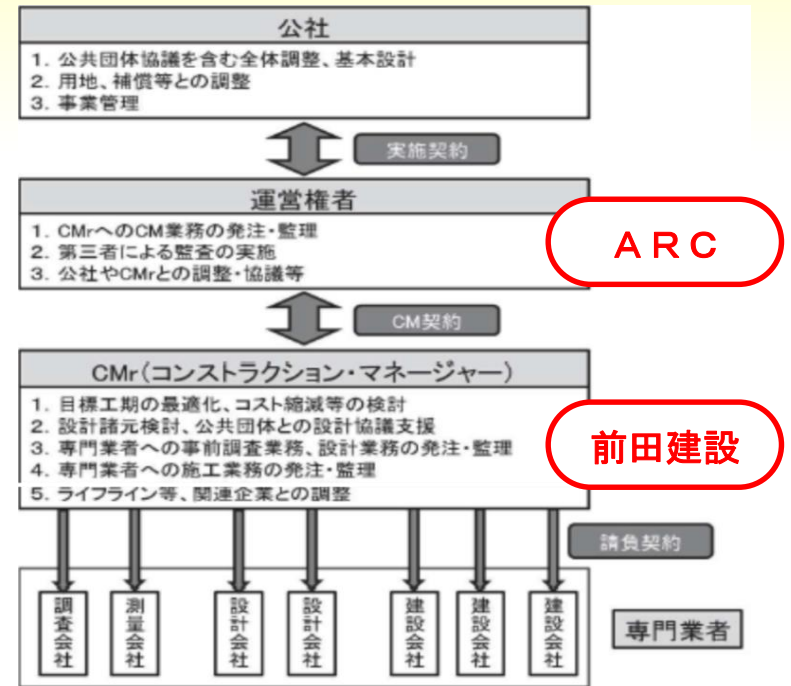 公社
1. 公共団体協議を含む全体調整、基本設計
2. 用地、補償等との調整
3. 事業管理
実施契約
運営権者
1. CMrへのCM業務の発注・監理
2. 第三者による監査の実施
3. 公社やCMrとの調整・協議等
ARC
CM契約
CMr(コンストラクション・マネージャー)
1. 目標工期の最適化、コスト縮減等の検討
2. 設計諸元検討、公共団体との設計協議支援
3. 専門業者への事前調査業務、設計業務の発注・監理
4. 専門業者への施工業務の発注・監理
5. ライフライン等、関連企業との調整
前田建設
請負契約
調査会社
測量会社
設計会社
設計会社
建設会社
建設会社
建設会社
専門業者